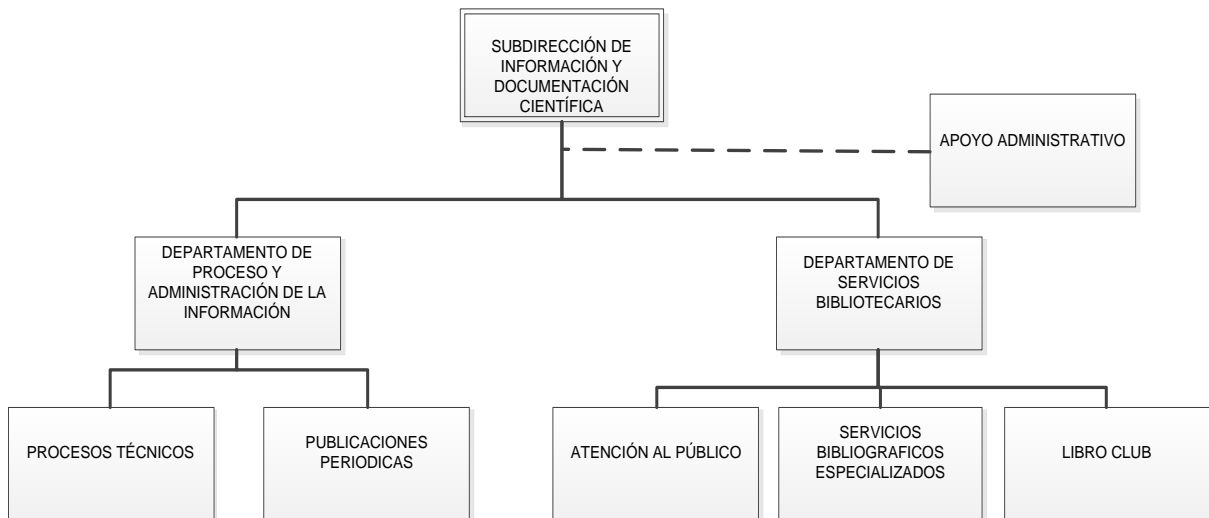 SUBDIRECCIÓN DE
INFORMACIÓN Y
DOCUMENTACIÓN
CIENTÍFICA
APOYO ADMINISTRATIVO
DEPARTAMENTO DE
PROCESO Y
ADMINISTRACIÓN DE LA
INFORMACIÓN
DEPARTAMENTO DE
SERVICIOS
BIBLIOTECARIOS
PROCESOS TÉCNICOS
PUBLICACIONES
PERIODICAS
ATENCIÓN AL PÚBLICO
SERVICIOS
BIBLIOGRAFICOS
ESPECIALIZADOS
LIBRO CLUB